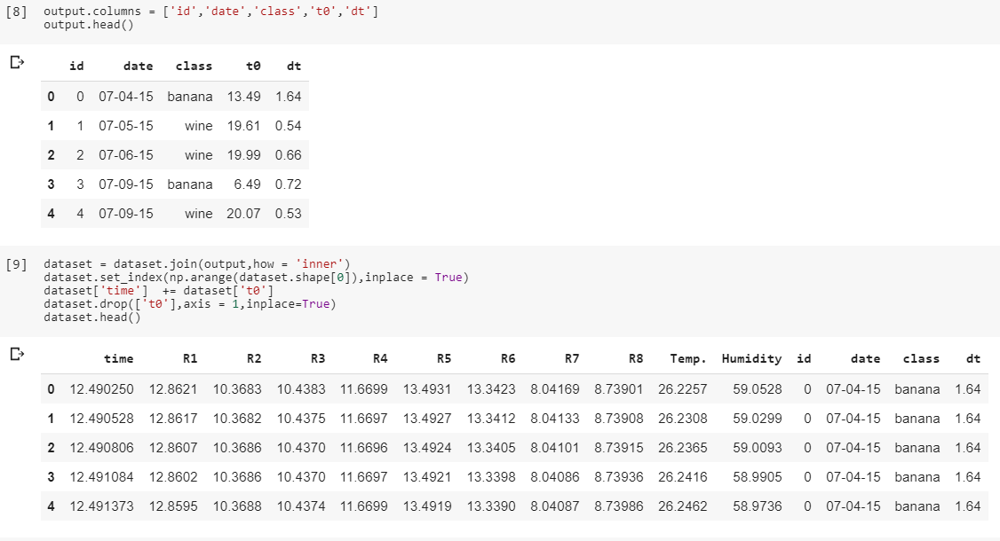 [8] output.columns = ['id','date','class','t0','dt']
output.head()
id date class t0 dt
0 0 07-04-15 banana 13.49 1.64
1 1 07-05-15 wine 19.61 0.54
2 2 07-06-15 wine 19.99 0.66
3 3 07-09-15 banana 6.49 0.72
4 4 07-09-15 wine 20.07 0.53
[9] dataset = dataset.join(output,how = 'inner')
dataset.set_index(np.arange(dataset.shape[0]),inplace = True)
dataset['time']  += dataset['t0']
dataset.drop(['t0'],axis = 1,inplace=True)
dataset.head()
time R1 R2 R3 R4 R5 R6 R7 R8 Temp. Humidity id date class dt
0 12.490250 12.8621 10.3683 10.4383 11.6699 13.4931 13.3423 8.04169 8.73901 26.2257 59.0528 0 07-04-15 banana 1.64
1 12.490528 12.8617 10.3682 10.4375 11.6697 13.4927 13.3412 8.04133 8.73908 26.2308 59.0299 0 07-04-15 banana 1.64
2 12.490806 12.8607 10.3686 10.4370 11.6696 13.4924 13.3405 8.04101 8.73915 26.2365 59.0093 0 07-04-15 banana 1.64
3 12.491084 12.8602 10.3686 10.4370 11.6697 13.4921 13.3398 8.04086 8.73936 26.2416 58.9905 0 07-04-15 banana 1.64
4 12.491373 12.8595 10.3688 10.4374 11.6699 13.4919 13.3390 8.04087 8.73986 26.2462 58.9736 0 07-04-15 banana 1.64